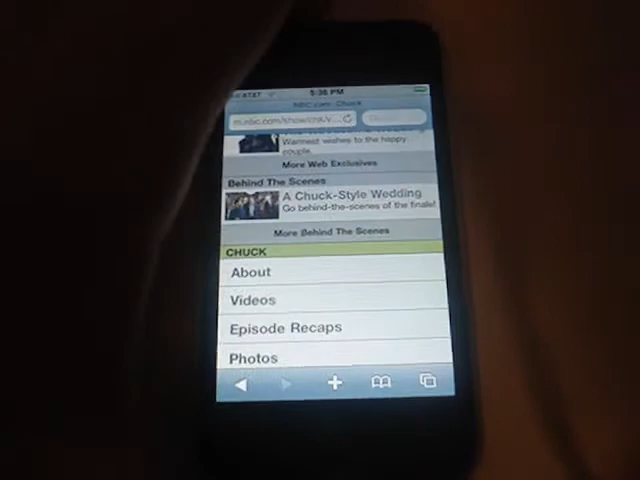 AT&T
5:36 PM
NBC.com: Chuck
Warmest wishes to the happy
couple.
More Web Exclusives
Behind The Scenes
A Chuck-Style Wedding
Go behind-the-scenes of the finale!
More Behind The Scenes
CHUCK
About
Videos
Episode Recaps
Photos